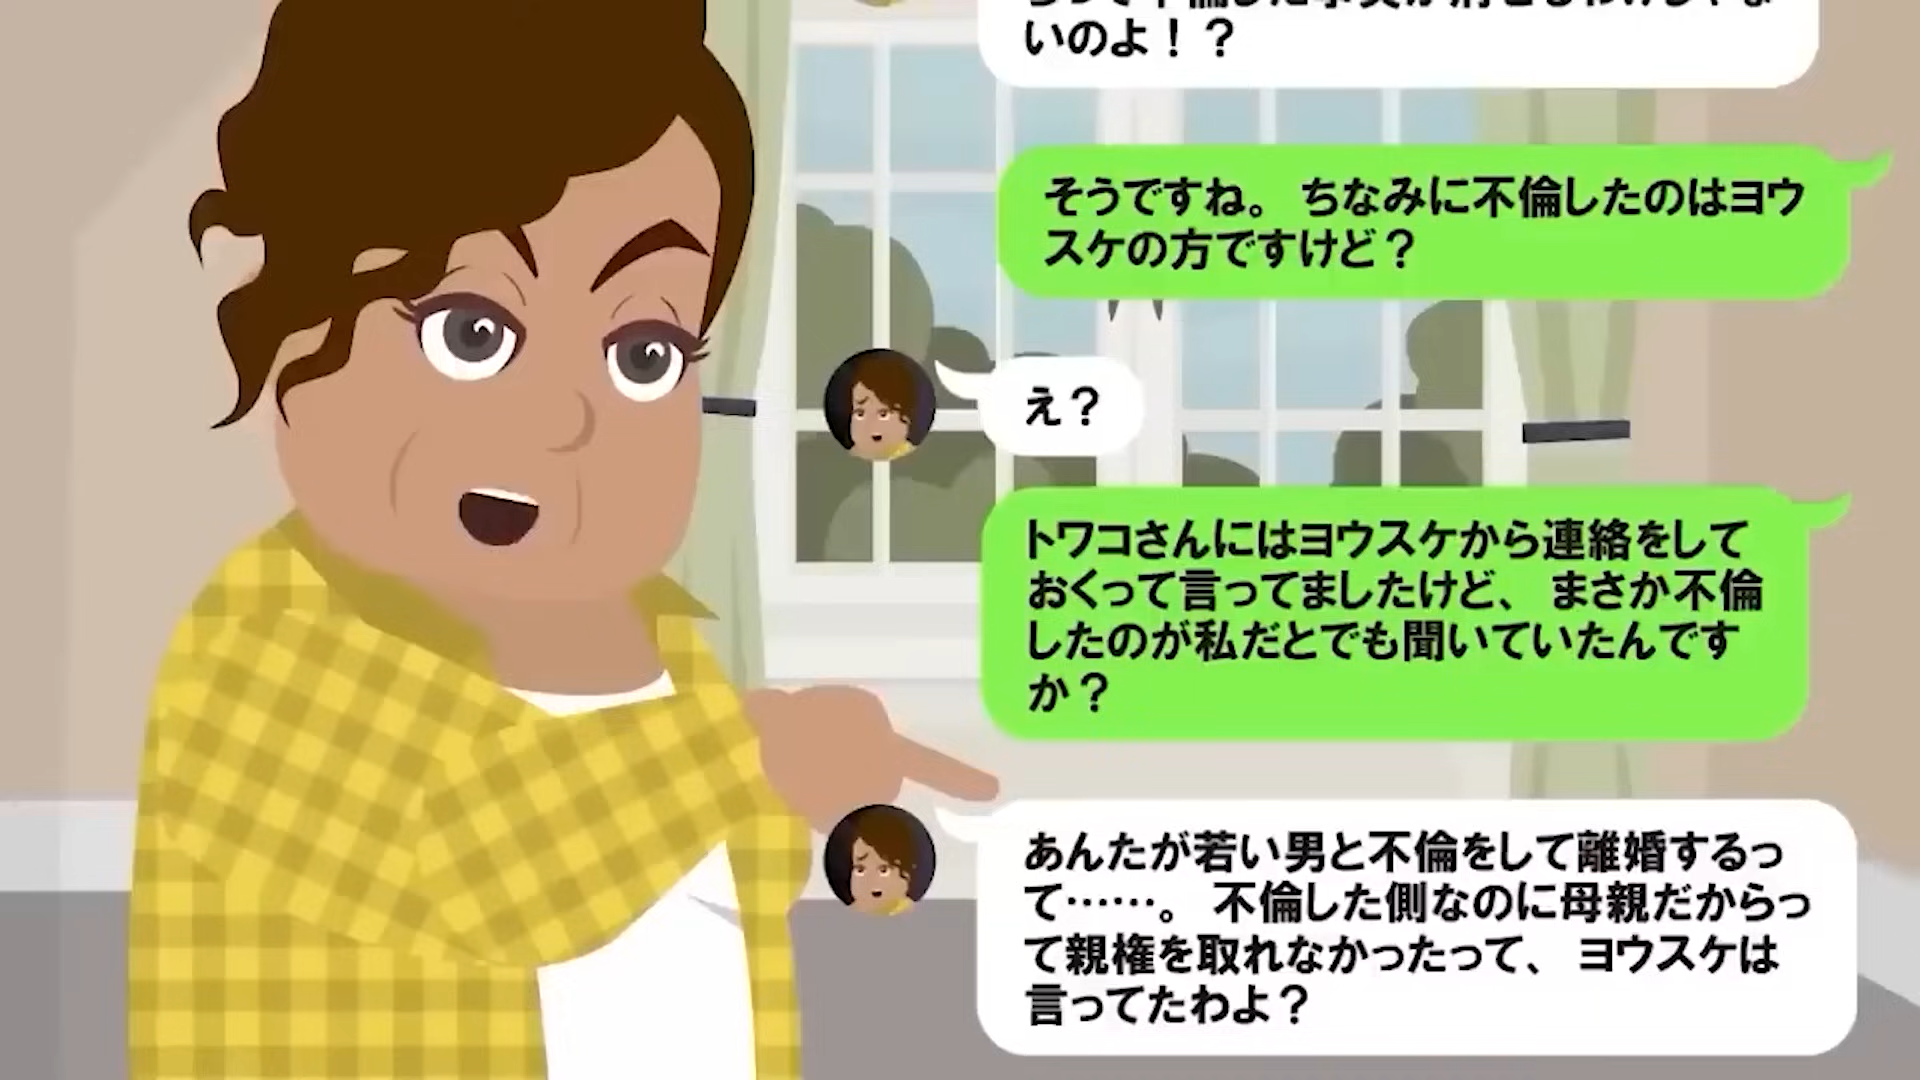 いのよ！？
そうですね。 ちなみに不倫したのはヨウ
スケの方ですけど？
え？
トワコさんにはヨウスケから連絡をして
おくって言ってましたけど、 まさか不倫
したのが私だとでも聞いていたんです
か？
あんたが若い男と不倫をして離婚するっ
て……。 不倫した側なのに母親だからっ
て親権を取れなかったって、 ヨウスケは
言ってたわよ？